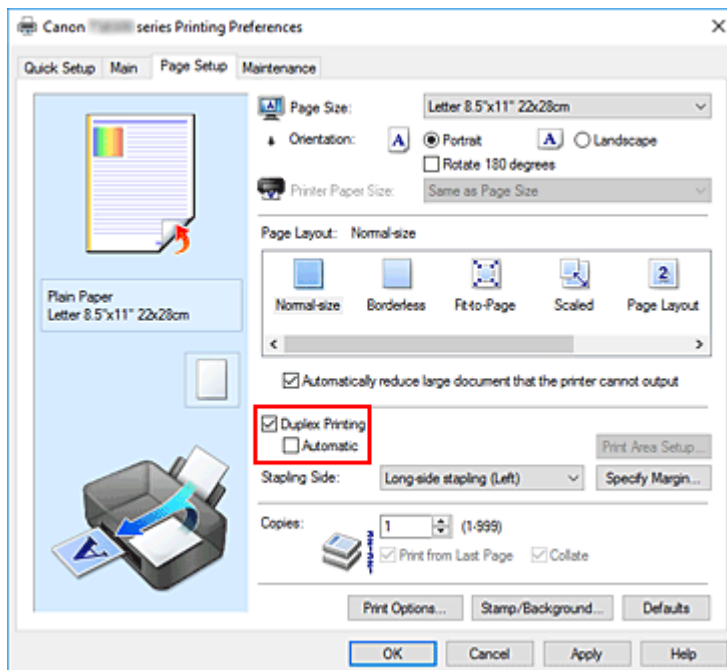 Canon series Printing Preferences
Quick Setup Main Page Setup Maintenance
Page Size: Letter 8.5"x11" 22x28cm
Orientation: A Portrait A Landscape
Rotate 180 degrees
Printer Paper Size: Same as Page Size
Page Layout: Normal-size
2
Normal-size Borderless Fit-to-Page Scaled Page Layout
Plain Paper
Letter 8.5"x11" 22x28cm
Automatically reduce large document that the printer cannot output
Duplex Printing
Automatic
Print Area Setup...
Stapling Side: Long-side stapling (Left) Specify Margin...
Copies: 1 (1-999)
Print from Last Page Collate
A
Print Options... Stamp/Background... Defaults
OK Cancel Apply Help